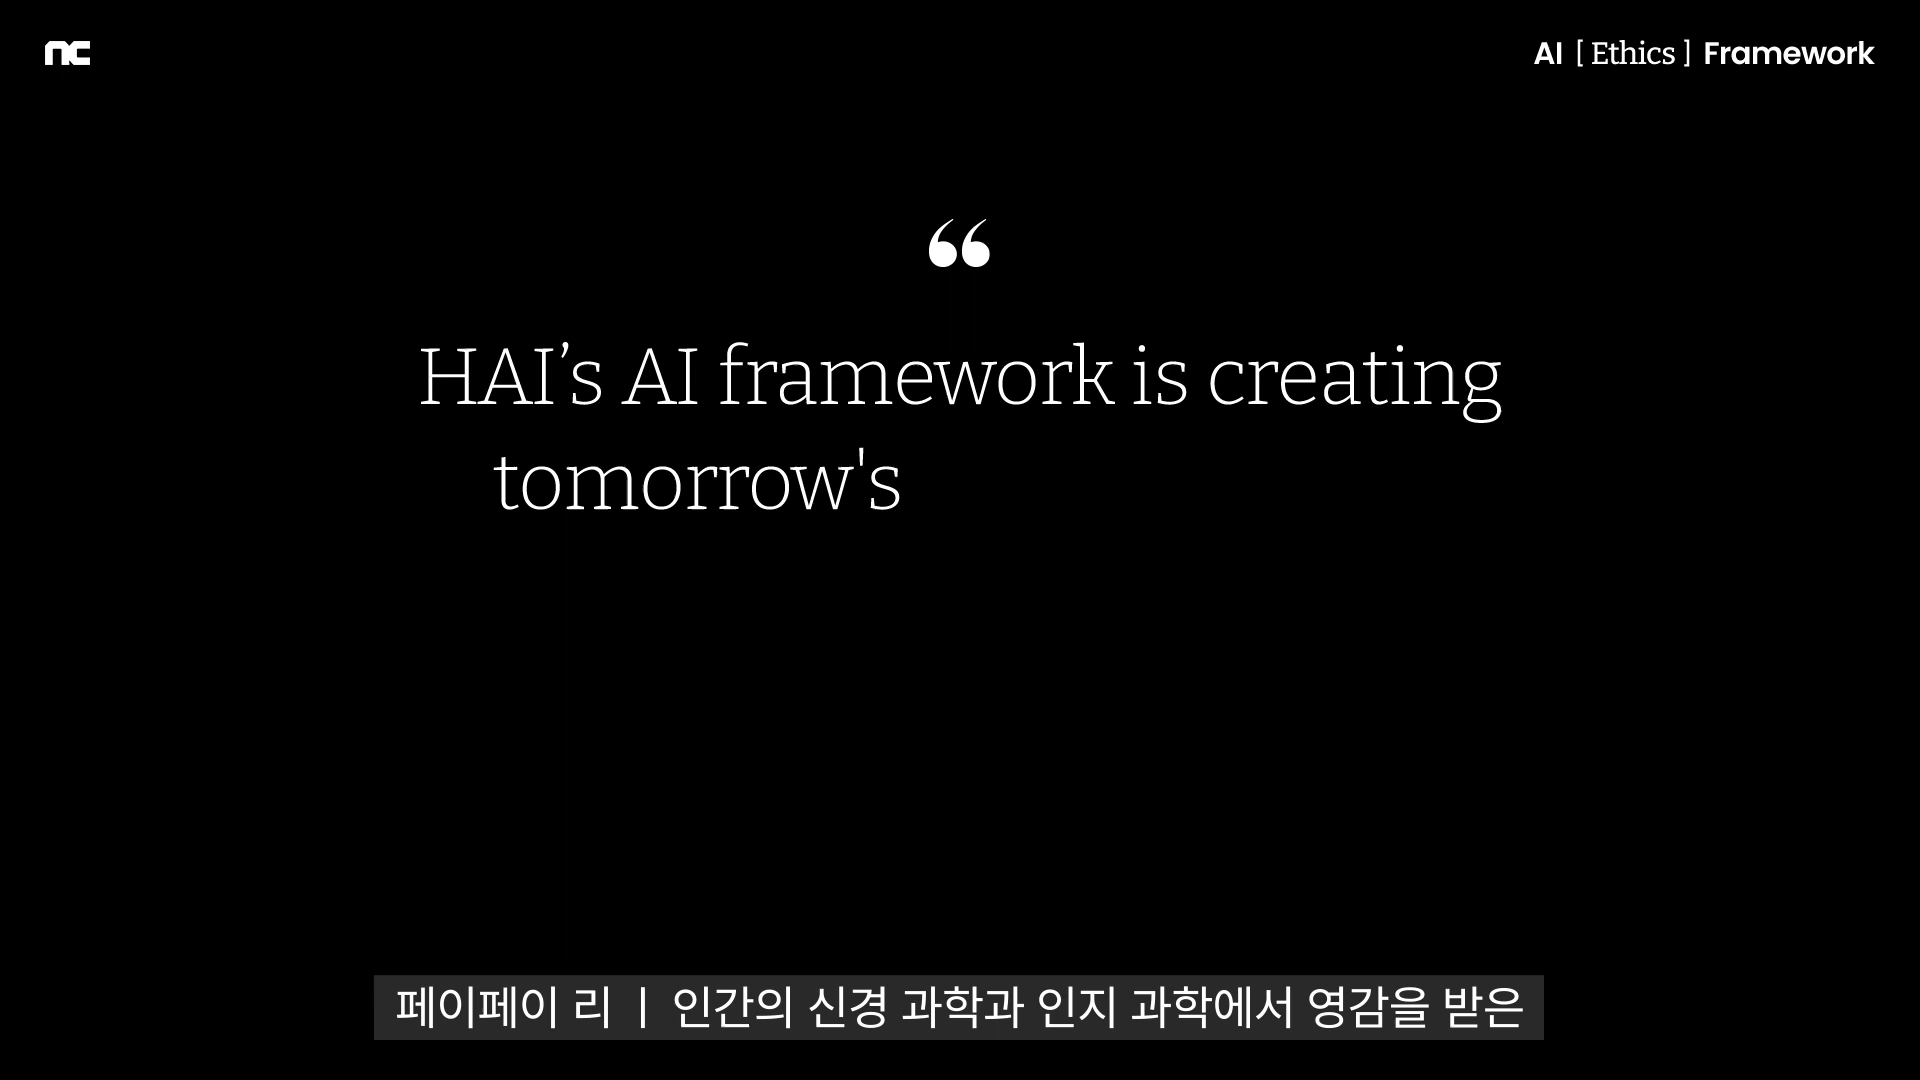 nc
AI [ Ethics ] Framework
“
HAI’s AI framework is creating
tomorrow's
페이페이 리 ㅣ 인간의 신경 과학과 인지 과학에서 영감을 받은